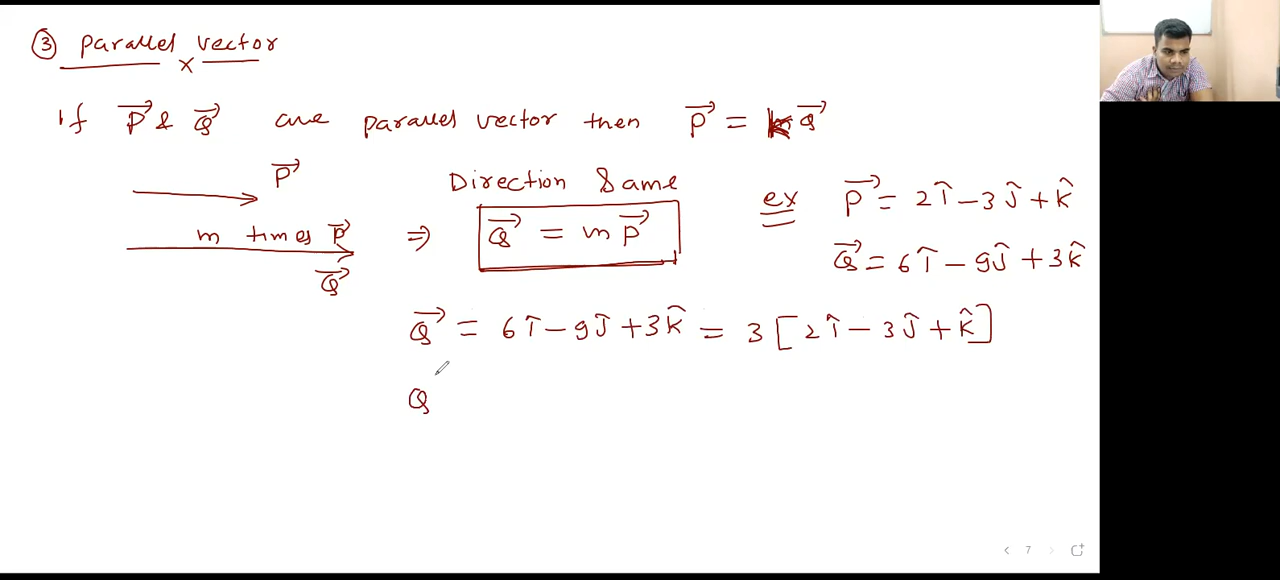 ③ Parallel vector
If P⃗ & Q⃗ are parallel vector then P⃗ = kQ⃗
P⃗
m times P⃗
Q⃗
Direction Same
⇒ Q⃗ = m P⃗
ex P⃗ = 2î - 3ĵ + k̂
Q⃗ = 6î - 9ĵ + 3k̂
Q⃗ = 6î - 9ĵ + 3k̂ = 3 [2î - 3ĵ + k̂]
Q
7